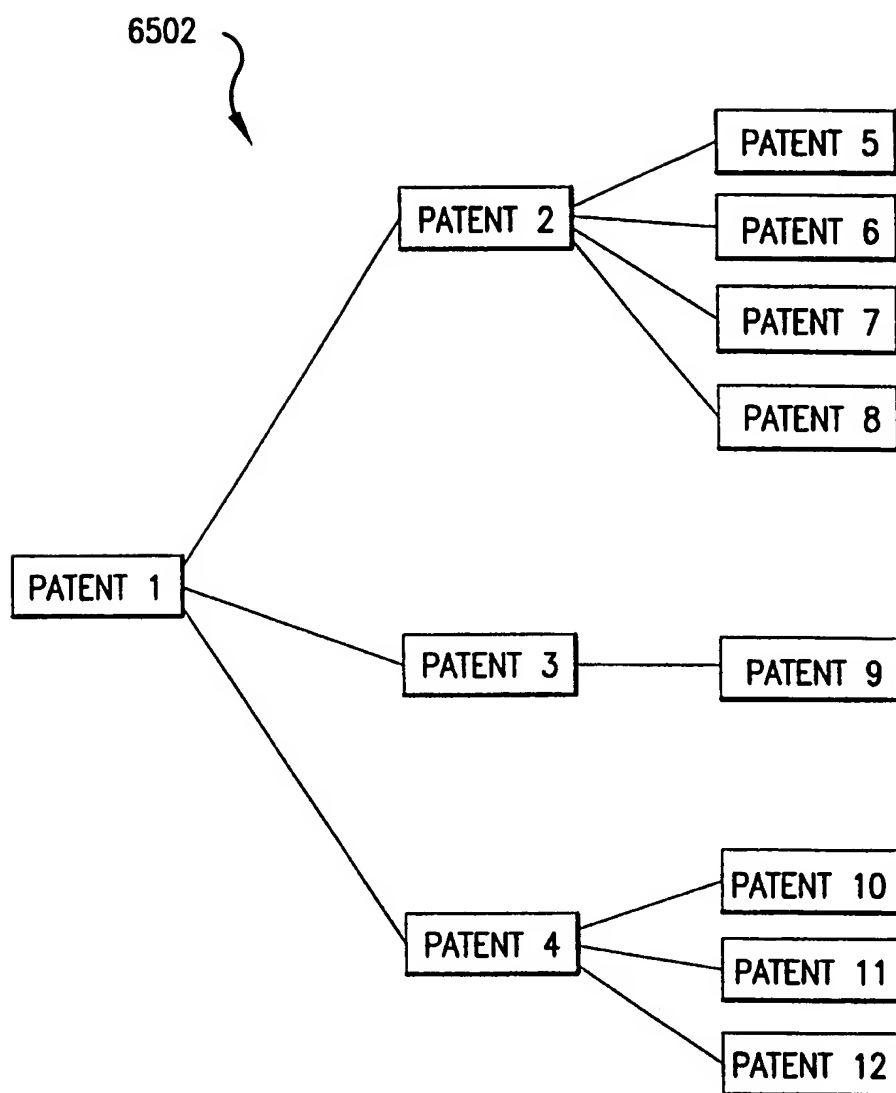 6502
PATENT 5
PATENT 2
PATENT 6
PATENT 7
PATENT 8
PATENT 1
PATENT 3
PATENT 9
PATENT 10
PATENT 4
PATENT 11
PATENT 12